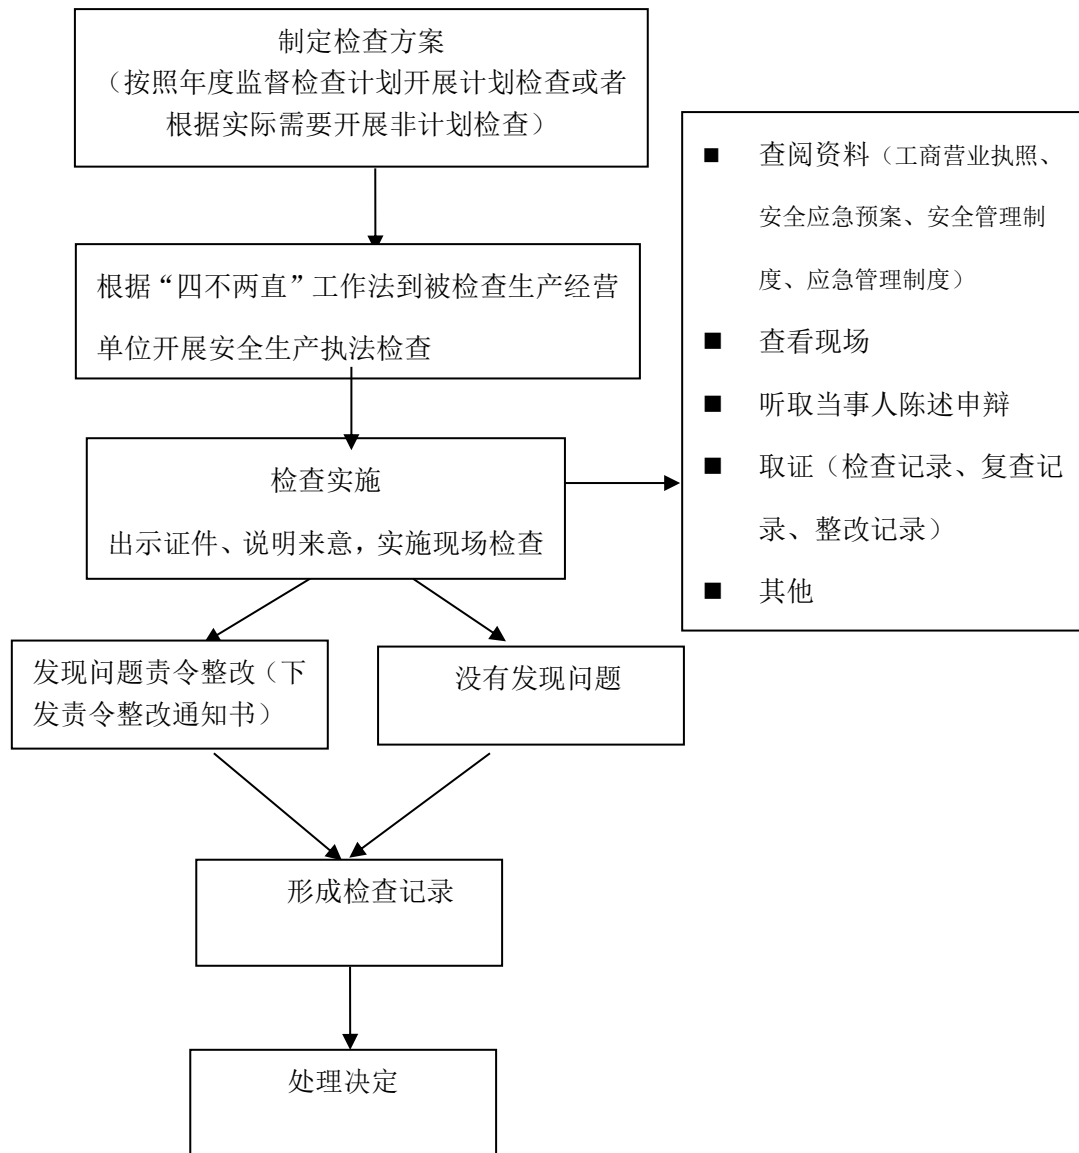 制定检查方案
（按照年度监督检查计划开展计划检查或者
根据实际需要开展非计划检查）
根据“四不两直”工作法到被检查生产经营
单位开展安全生产执法检查
检查实施
出示证件、说明来意，实施现场检查
■ 查阅资料（工商营业执照、
安全应急预案、安全管理制
度、应急管理制度）
■ 查看现场
■ 听取当事人陈述申辩
■ 取证（检查记录、复查记
录、整改记录）
■ 其他
发现问题责令整改（下
发责令整改通知书）
没有发现问题
形成检查记录
处理决定